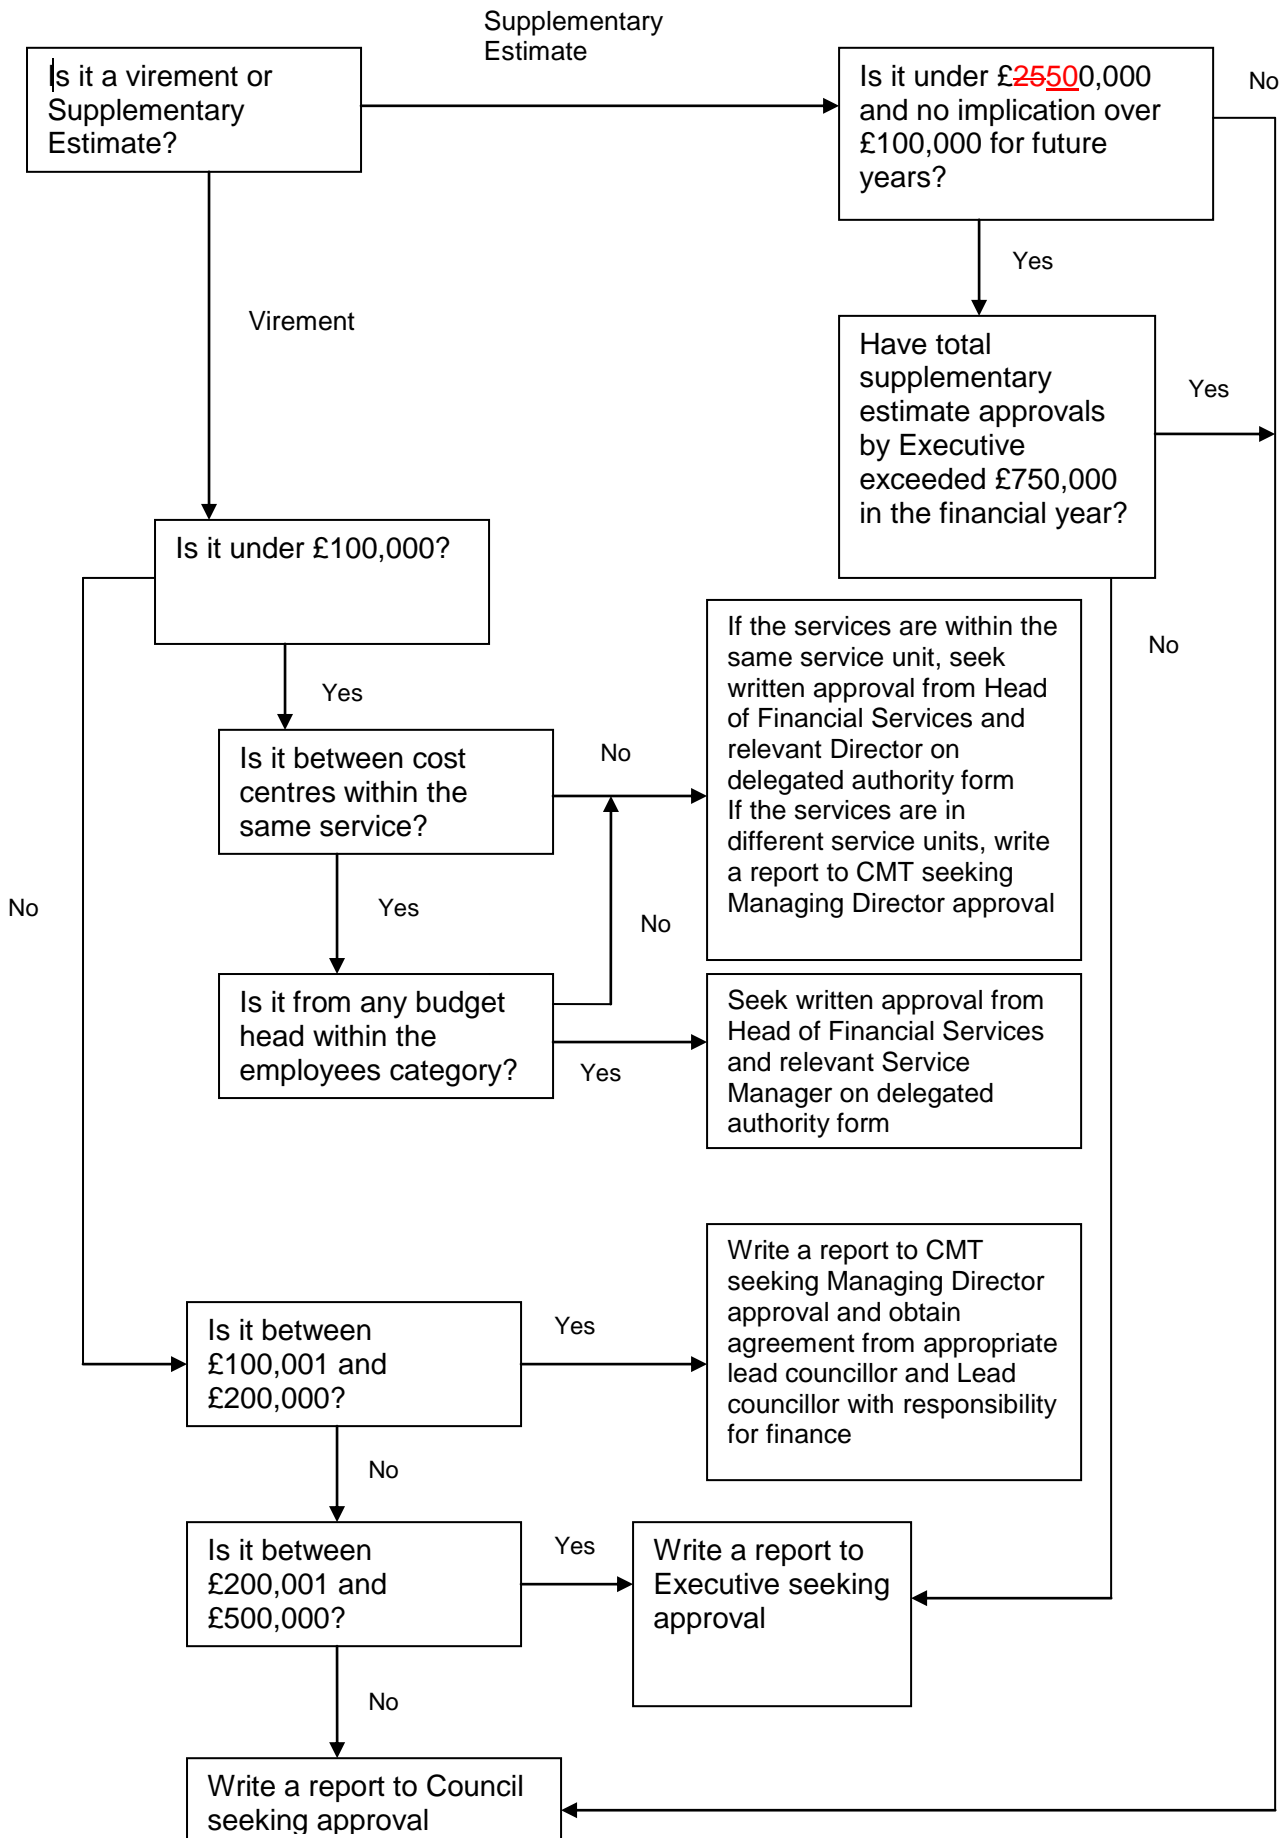 Supplementary
Estimate
Is it a virement or
Supplementary
Estimate?
Is it under £25500,000
and no implication over
£100,000 for future
years?
No
Yes
Virement
Have total
supplementary
estimate approvals
by Executive
exceeded £750,000
in the financial year?
Yes
Is it under £100,000?
No
If the services are within the
same service unit, seek
written approval from Head
of Financial Services and
relevant Director on
delegated authority form
If the services are in
different service units, write
a report to CMT seeking
Managing Director approval
Yes
Is it between cost
centres within the
same service?
No
No
Yes
No
Is it from any budget
head within the
employees category?
Yes
Seek written approval from
Head of Financial Services
and relevant Service
Manager on delegated
authority form
Is it between
£100,001 and
£200,000?
Yes
Write a report to CMT
seeking Managing Director
approval and obtain
agreement from appropriate
lead councillor and Lead
councillor with responsibility
for finance
No
Is it between
£200,001 and
£500,000?
Yes
Write a report to
Executive seeking
approval
No
Write a report to Council
seeking approval